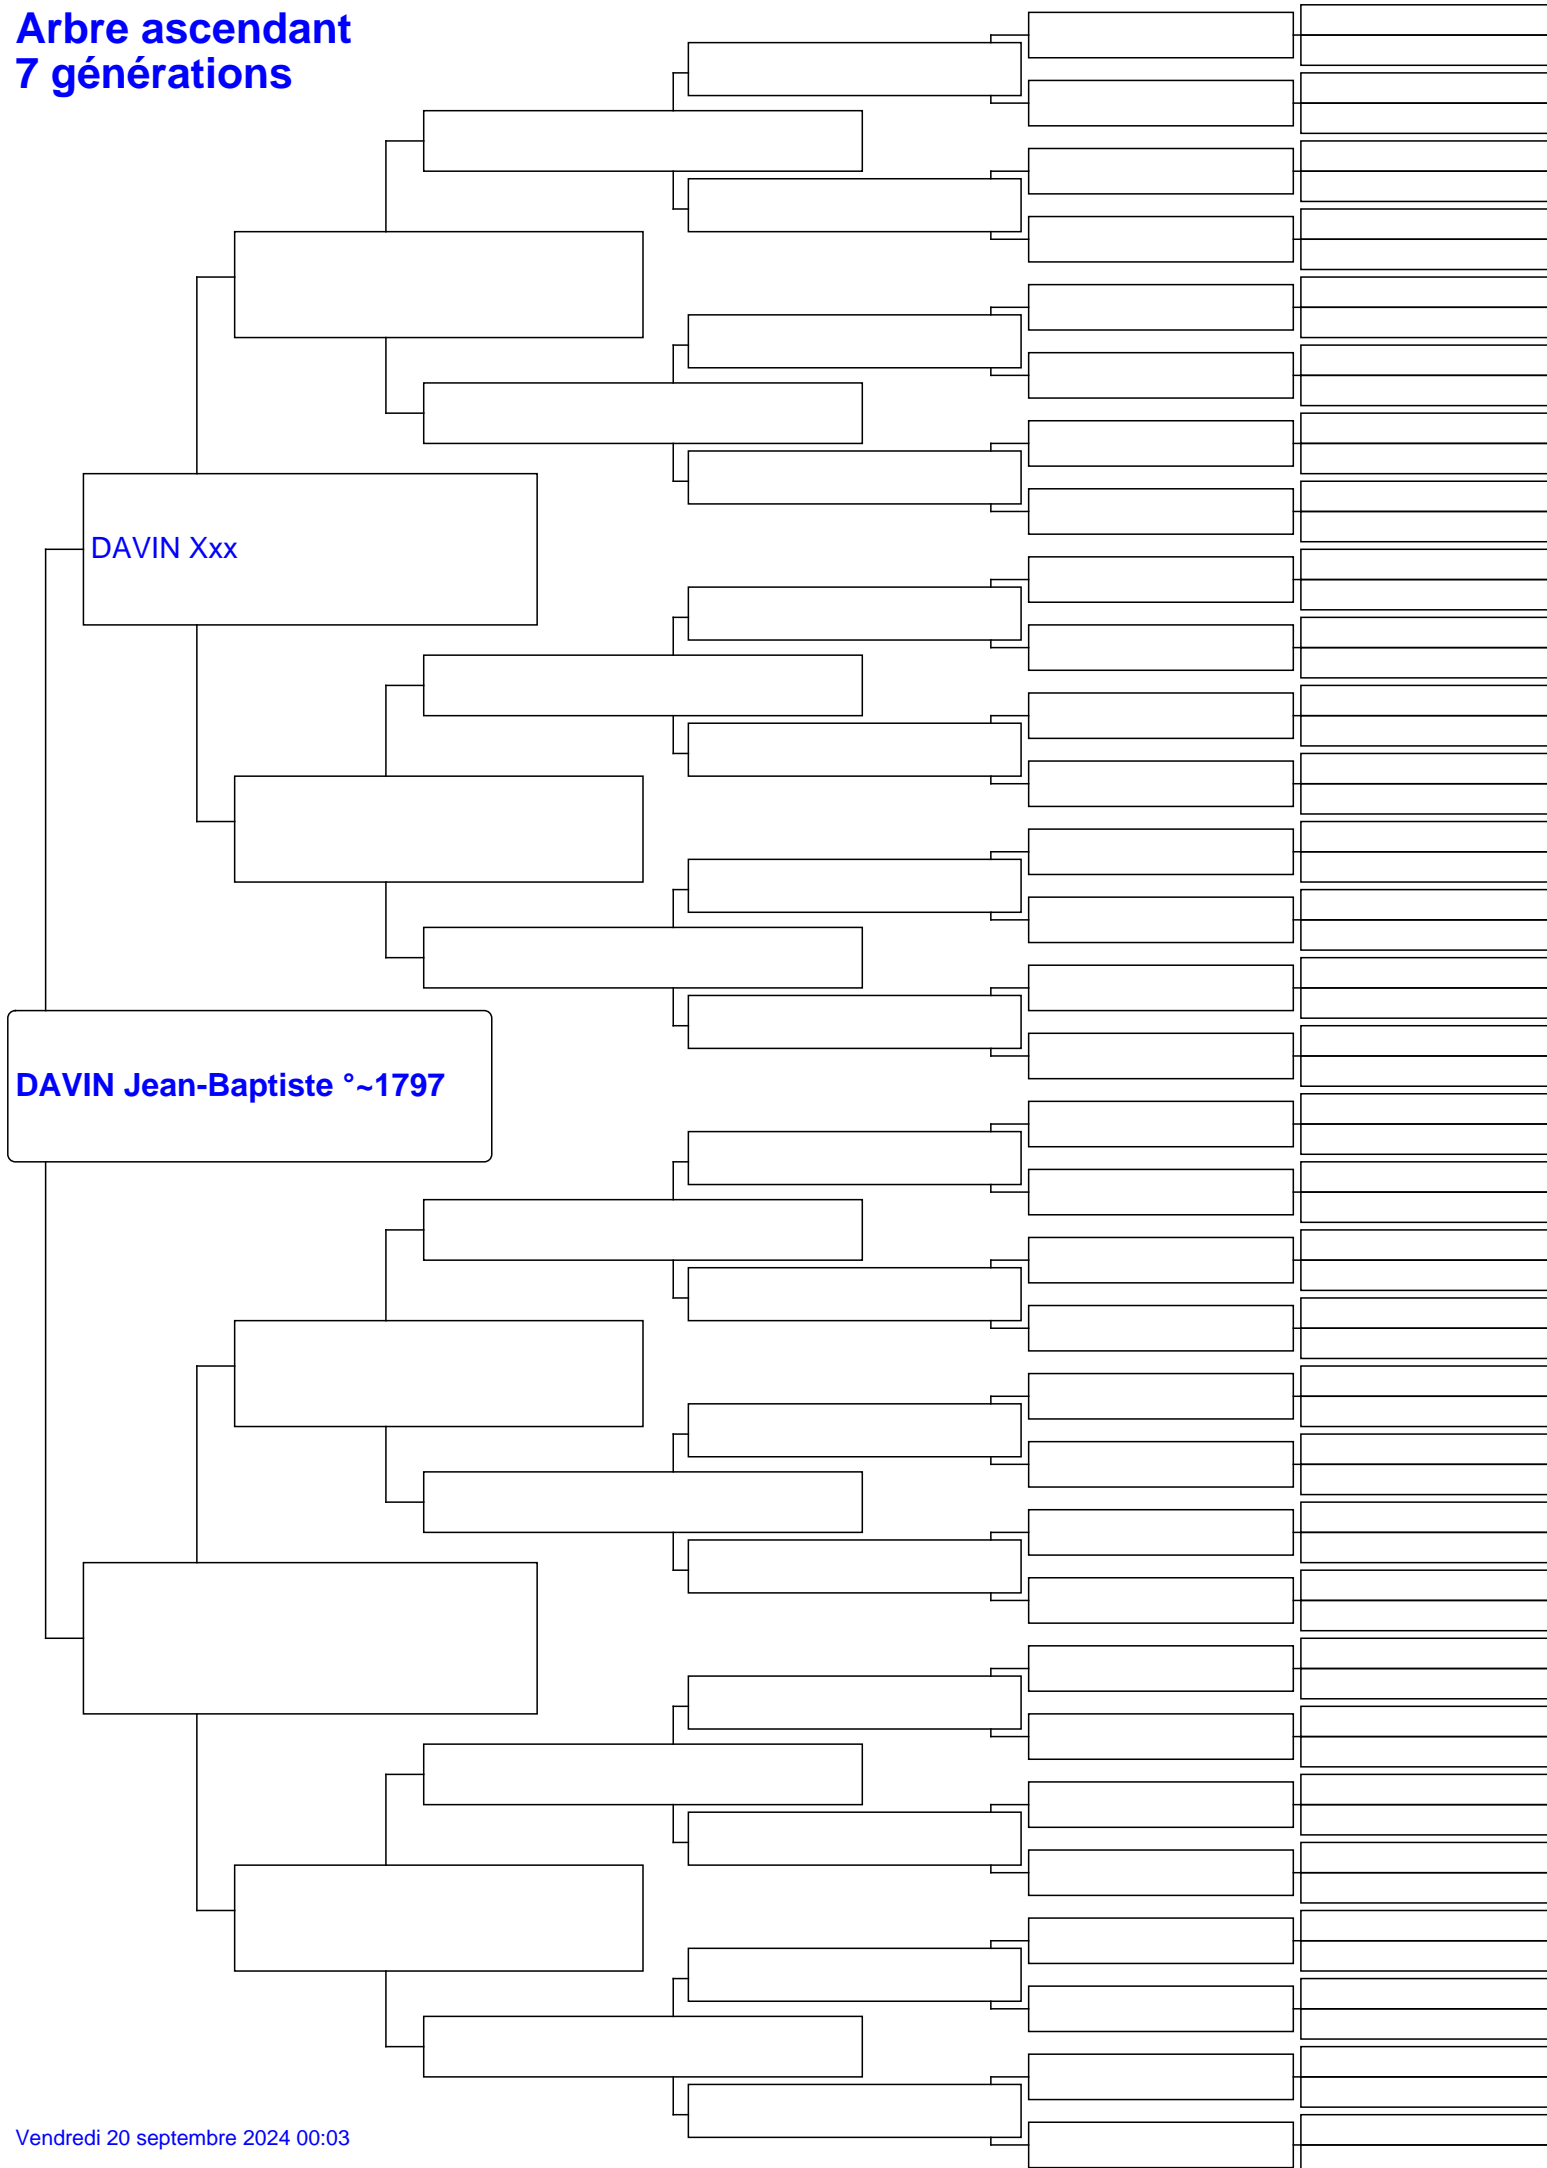 Arbre ascendant
7 générations
DAVIN Xxx
DAVIN Jean-Baptiste °~1797
Vendredi 20 septembre 2024 00:03